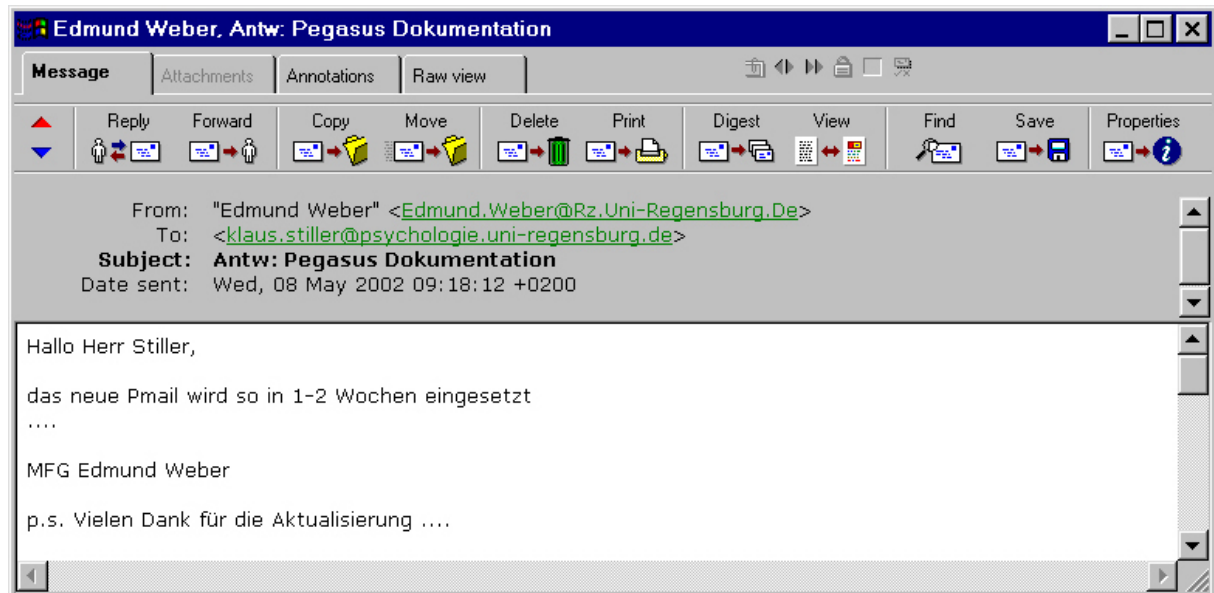 Edmund Weber, Antw: Pegasus Dokumentation
Message Attachments Annotations Raw view
Reply Forward Copy Move Delete Print Digest View Find Save Properties
From: "Edmund Weber" <Edmund.Weber@Rz.Uni-Regensburg.De>
To: <klaus.stiller@psychologie.uni-regensburg.de>
Subject: Antw: Pegasus Dokumentation
Date sent: Wed, 08 May 2002 09:18:12 +0200
Hallo Herr Stiller,
das neue Pmail wird so in 1-2 Wochen eingesetzt
....
MFG Edmund Weber
p.s. Vielen Dank für die Aktualisierung ....